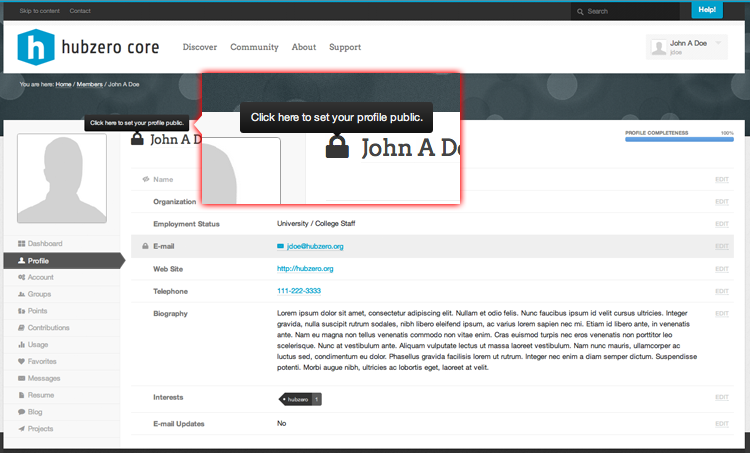 Skip to content Contact Search Help!
hubzero core Discover Community About Support John A Doe
jdoe
You are here: Home / Members / John A Doe
Click here to set your profile public.
Click here to set your profile public.
John A D
John A Do
PROFILE COMPLETENESS 100%
Name EDIT
Organization EDIT
Employment Status University / College Staff EDIT
E-mail jdoe@hubzero.org EDIT
Web Site http://hubzero.org EDIT
Telephone 111-222-3333 EDIT
Biography EDIT
Lorem ipsum dolor sit amet, consectetur adipiscing elit. Nullam et odio felis. Nunc faucibus ipsum id velit cursus ultricies. Integer
gravida, nulla suscipit rutrum sodales, nibh libero eleifend ipsum, ac varius lorem sapien nec mi. Etiam id libero ante, in venenatis
ante. Nam eu magna non tellus venenatis commodo non vitae enim. Cras euismod turpis nec eros venenatis non porttitor leo
scelerisque. Nunc at vestibulum ante. Aliquam vulputate lectus ut massa laoreet vestibulum. Nam nunc mauris, ullamcorper ac
luctus sed, condimentum eu dolor. Phasellus gravida facilisis lorem ut rutrum. Integer nec enim a diam semper dictum. Suspendisse
potenti. Morbi augue nibh, ultricies ac lobortis eget, laoreet at velit.
Interests hubzero 1 EDIT
E-mail Updates No EDIT
Dashboard
Profile
Account
Groups
Points
Contributions
Usage
Favorites
Messages
Resume
Blog
Projects